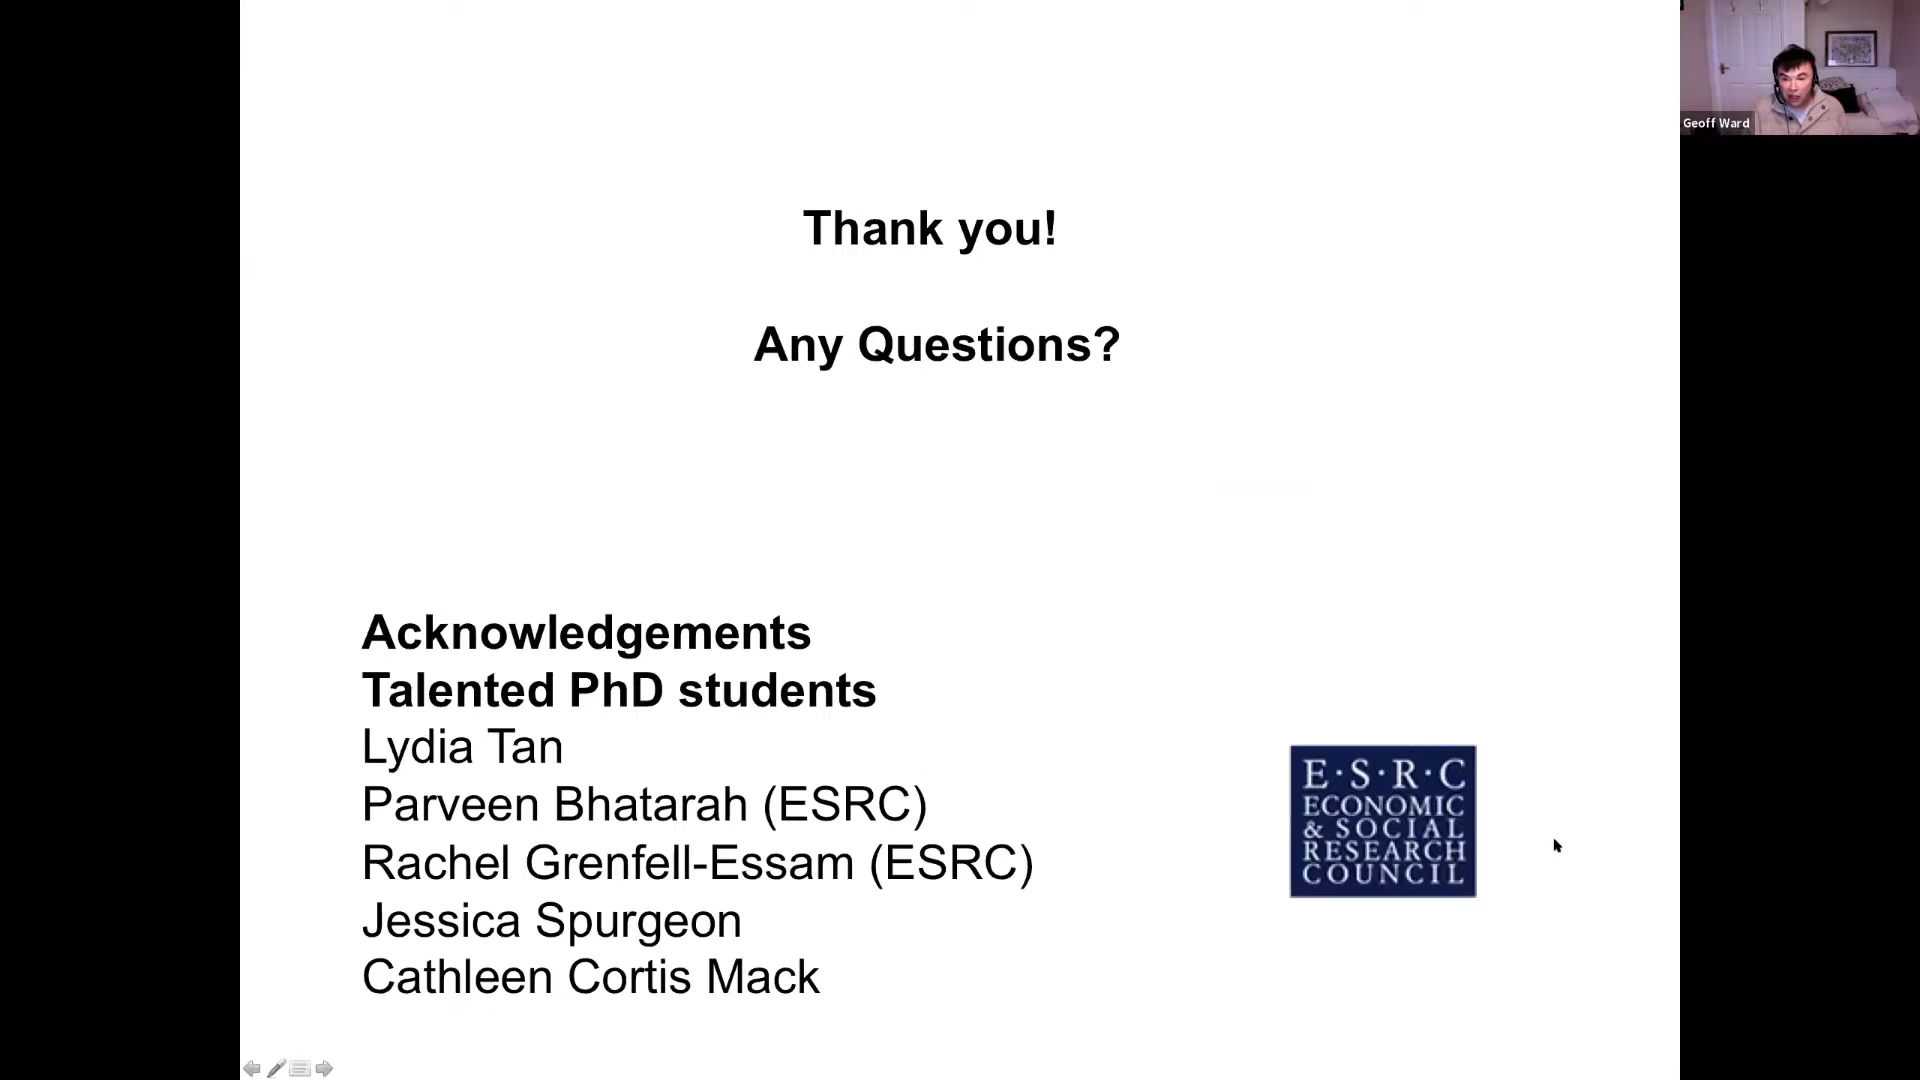 Geoff Ward
Thank you!
Any Questions?
Acknowledgements
Talented PhD students
Lydia Tan
Parveen Bhatarah (ESRC)
Rachel Grenfell-Essam (ESRC)
Jessica Spurgeon
Cathleen Cortis Mack
E·S·R·C
ECONOMIC
& SOCIAL
RESEARCH
COUNCIL